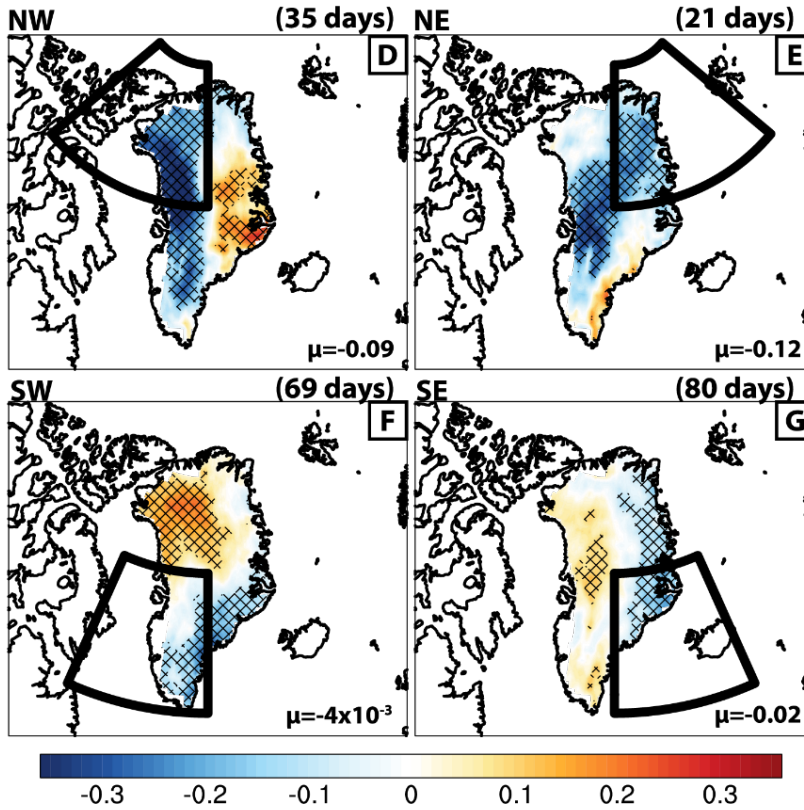 NW (35 days)
D
μ=-0.09
NE (21 days)
E
μ=-0.12
SW (69 days)
F
μ=-4x10⁻³
SE (80 days)
G
μ=-0.02
-0.3 -0.2 -0.1 0 0.1 0.2 0.3